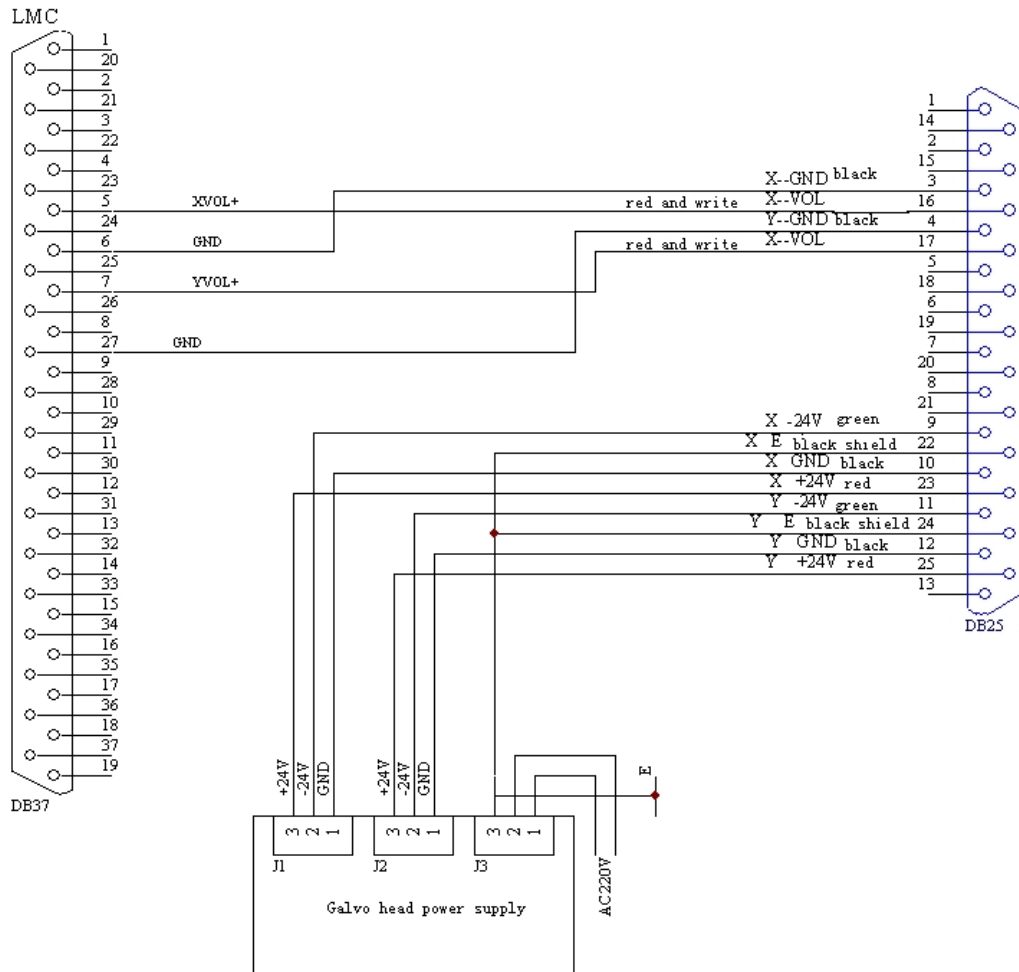 LMC
1
20
2
21
3
22
4
23
5
24
6
25
7
26
8
27
9
28
10
29
11
30
12
31
13
32
14
33
15
34
16
35
17
36
18
37
19
DB37
XVOL+
GND
YVOL+
GND
red and write
red and write
X--GND black
X--VOL
Y--GND black
X--VOL
1
14
2
15
3
16
4
17
5
18
6
19
7
20
8
21
9
22
10
23
11
24
12
25
13
DB25
X -24V green
X E black shield
X GND black
X +24V red
Y -24V green
Y E black shield
Y GND black
Y +24V red
+24V
-24V
GND
+24V
-24V
GND
E
3 2 1
3 2 1
3 2 1
J1
J2
J3
AC220V
Galvo head power supply